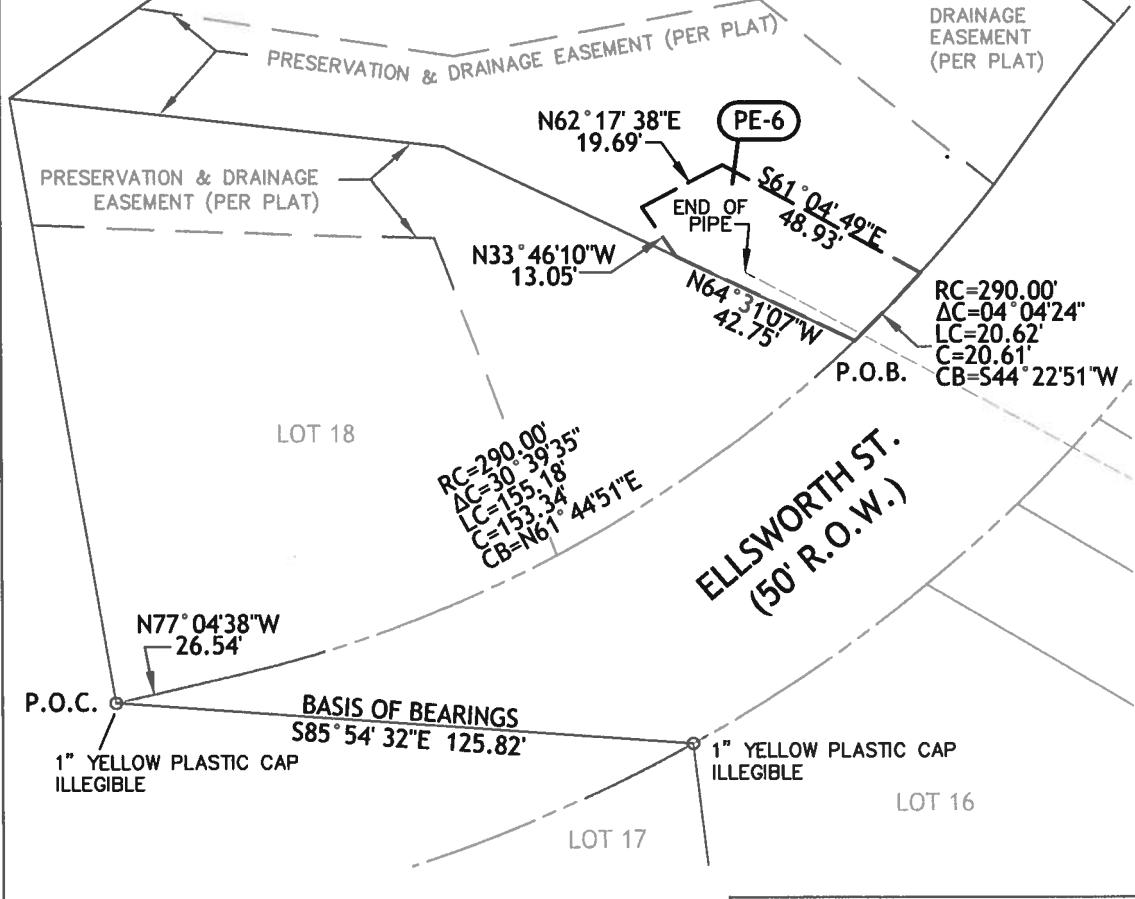 DRAINAGE
EASEMENT
(PER PLAT)
PRESERVATION & DRAINAGE EASEMENT (PER PLAT)
N62°17' 38"E
19.69'
PE-6
PRESERVATION & DRAINAGE
EASEMENT (PER PLAT)
S61°04' 49"E
48.93'
END OF
PIPE
N33°46'10"W
13.05'
N64°31'07"W
42.75'
RC=290.00'
ΔC=04°04'24"
LC=20.62'
C=20.61'
CB=S44°22'51"W
P.O.B.
LOT 18
RC=290.00'
ΔC=30°39'35"
LC=155.18'
C=153.34'
CB=N61°44'51"E
ELLSWORTH ST.
(50' R.O.W.)
N77°04'38"W
26.54'
P.O.C.
BASIS OF BEARINGS
S85°54' 32"E 125.82'
1" YELLOW PLASTIC CAP
ILLEGIBLE
1" YELLOW PLASTIC CAP
ILLEGIBLE
LOT 16
LOT 17